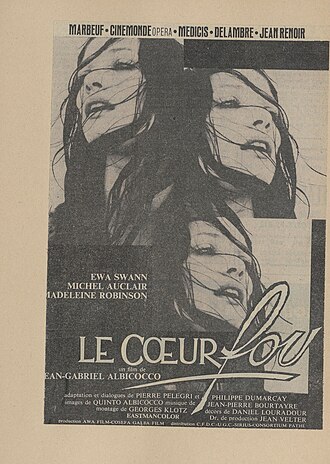 MARBEUF • CINEMONDE OPERA • MEDICIS • DELAMBRE • JEAN RENOIR
EWA SWANN
MICHEL AUCLAIR
MADELEINE ROBINSON
LE CŒUR fou
un film de
JEAN-GABRIEL ALBICOCCO
adaptation et dialogues de PIERRE PELEGRI et PHILIPPE DUMARCAY
images de QUINTO ALBICOCCO musique de JEAN-PIERRE BOURTAYRE
montage de GEORGES KLOTZ décors de DANIEL LOURADOUR
EASTMANCOLOR Dr. de production JEAN VELTER
production AWA FILM-COSEFA GALBA FILM distribution C.F.D.C-U.G.C-SIRIUS-CONSORTIUM PATHE